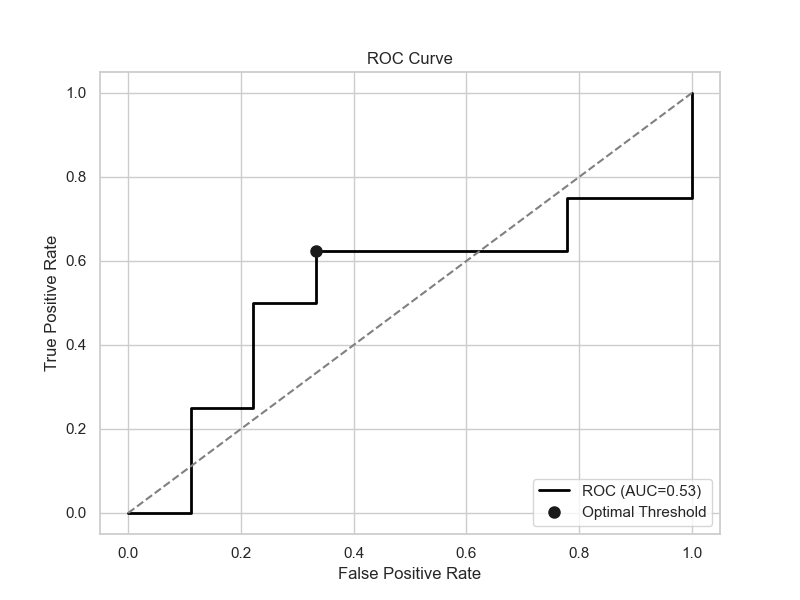 ROC Curve
1.0
0.8
0.6
0.4
0.2
0.0
True Positive Rate
0.0 0.2 0.4 0.6 0.8 1.0
False Positive Rate
ROC (AUC=0.53)
Optimal Threshold